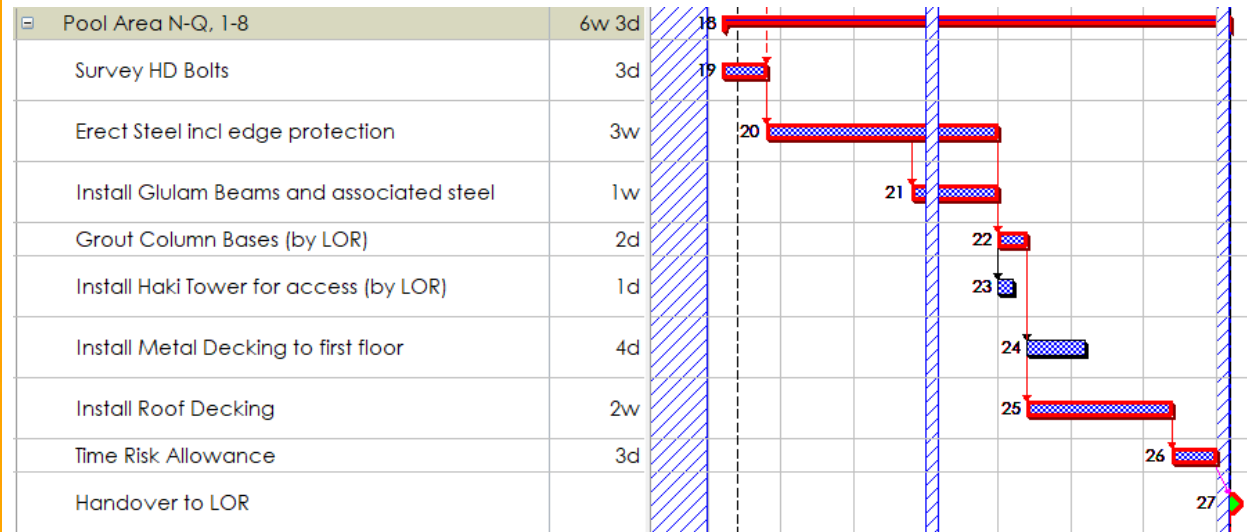 Pool Area N-Q, 1-8 6w 3d 18
Survey HD Bolts 3d 19
Erect Steel incl edge protection 3w 20
Install Glulam Beams and associated steel 1w 21
Grout Column Bases (by LOR) 2d 22
Install Haki Tower for access (by LOR) 1d 23
Install Metal Decking to first floor 4d 24
Install Roof Decking 2w 25
Time Risk Allowance 3d 26
Handover to LOR 27